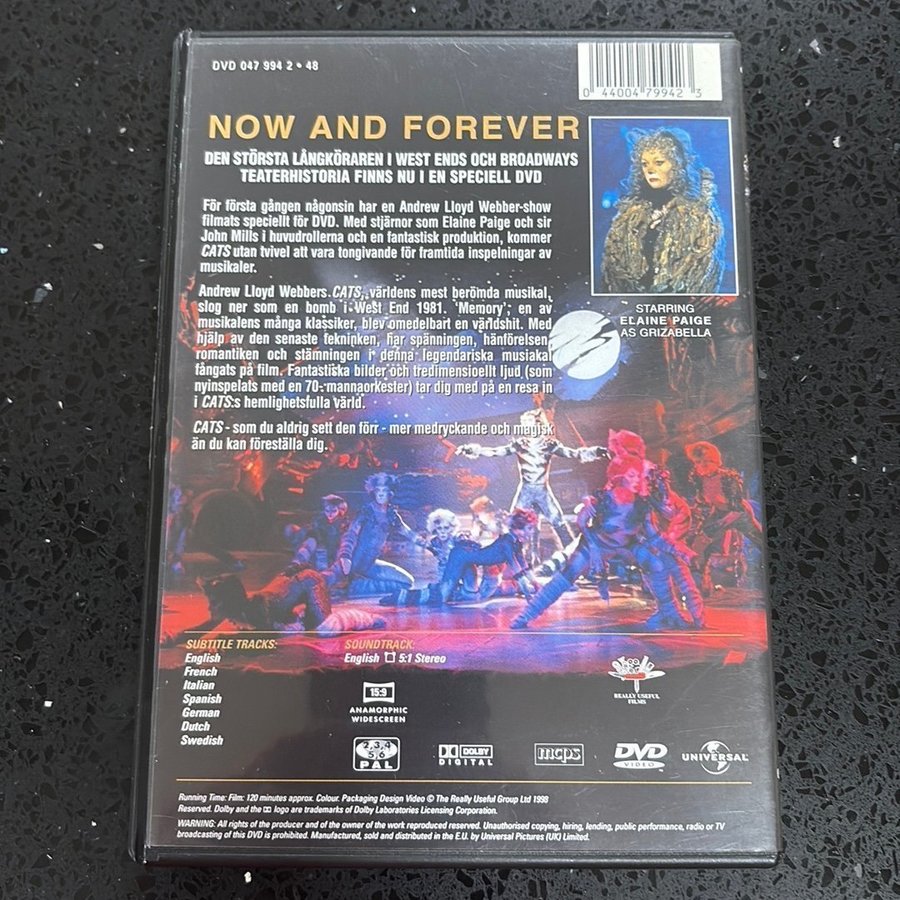 DVD 047 994 2 • 48
0 44004 79942 3
NOW AND FOREVER
DEN STÖRSTA LÅNGKÖRAREN I WEST ENDS OCH BROADWAYS
TEATERHISTORIA FINNS NU I EN SPECIELL DVD
För första gången någonsin har en Andrew Lloyd Webber-show
filmats speciellt för DVD. Med stjärnor som Elaine Paige och sir
John Mills i huvudrollerna och en fantastisk produktion, kommer
CATS utan tvivel att vara tongivande för framtida inspelningar av
musikaler.
Andrew Lloyd Webbers CATS, världens mest berömda musikal,
slog ner som en bomb i West End 1981. 'Memory', en av
musikalens många klassiker, blev omedelbart en världshit. Med
hjälp av den senaste tekniken, har spänningen, hänförelsen,
romantiken och stämningen i denna legendariska musiakal
fångats på film. Fantastiska bilder och tredimensioellt ljud (som
nyinspelats med en 70-mannaorkester) tar dig med på en resa in
i CATS:s hemlighetsfulla värld.
CATS - som du aldrig sett den förr - mer medryckande och magisk
än du kan föreställa dig.
STARRING
ELAINE PAIGE
AS GRIZABELLA
SUBTITLE TRACKS:
English
French
Italian
Spanish
German
Dutch
Swedish
SOUNDTRACK:
English 5:1 Stereo
15:9
ANAMORPHIC
WIDESCREEN
REALLY USEFUL
FILMS
2,3,4
5,6
PAL
DOLBY
DIGITAL
mcps
DVD
VIDEO
UNIVERSAL
Running Time: Film: 120 minutes approx. Colour. Packaging Design Video © The Really Useful Group Ltd 1998
Reserved. Dolby and the logo are trademarks of Dolby Laboratories Licensing Corporation.
WARNING: All rights of the producer and of the owner of the work reproduced reserved. Unauthorised copying, hiring, lending, public performance, radio or TV
broadcasting of this DVD is prohibited. Manufactured, sold and distributed in the E.U. by Universal Pictures (UK) Limited.